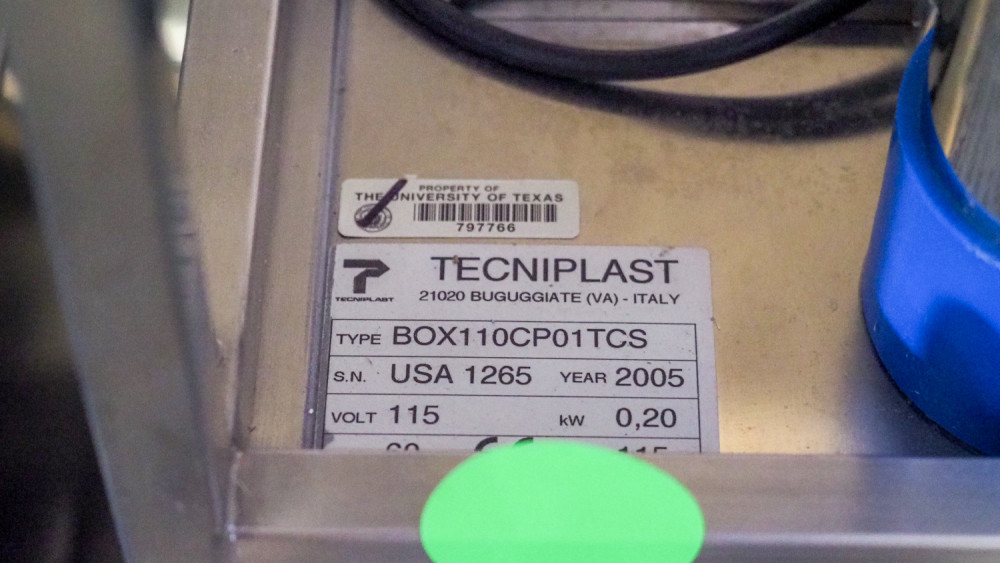 PROPERTY OF
THE UNIVERSITY OF TEXAS
797766
TECNIPLAST
TECNIPLAST
21020 BUGUGGIATE (VA) - ITALY
TYPE BOX110CP01TCS
S.N. USA 1265 YEAR 2005
VOLT 115 kW 0,20